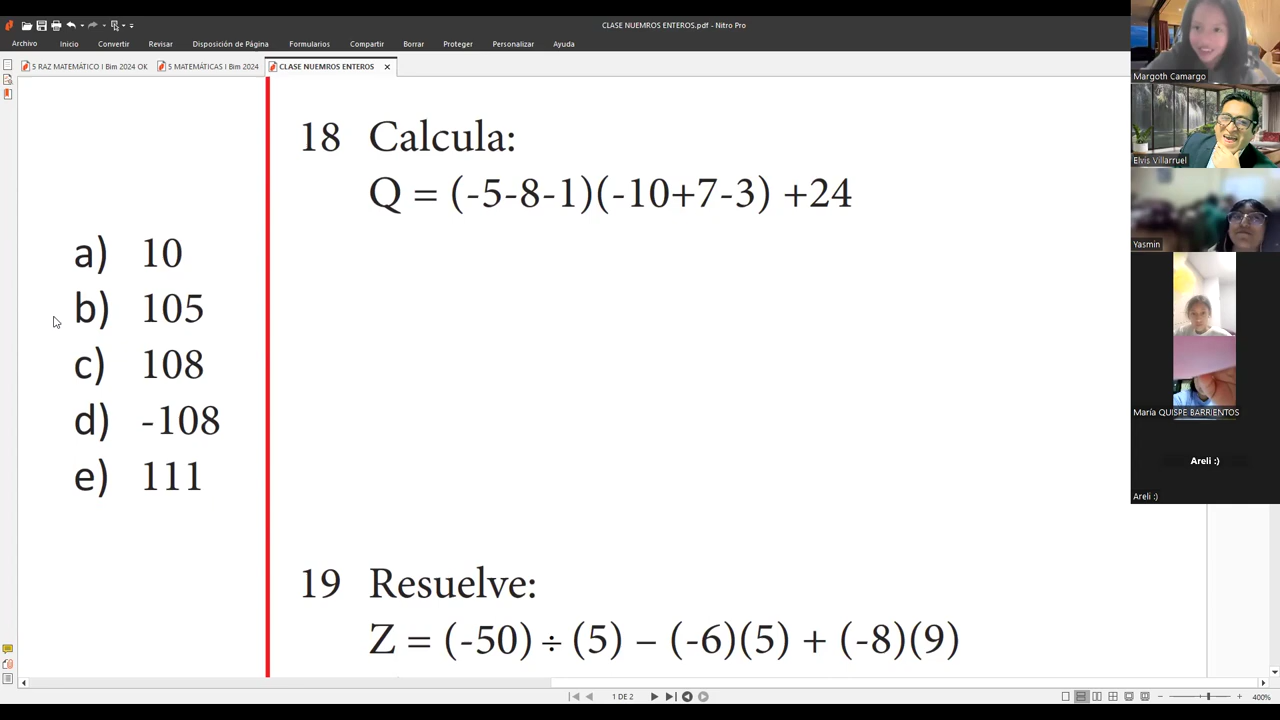 CLASE NUEMROS ENTEROS.pdf - Nitro Pro
Archivo Inicio Convertir Revisar Disposición de Página Formularios Compartir Borrar Proteger Personalizar Ayuda
5 RAZ MATEMÁTICO I Bim 2024 OK 5 MATEMÁTICAS I Bim 2024 CLASE NUEMROS ENTEROS
18 Calcula:
Q = (-5-8-1)(-10+7-3) +24
a) 10
b) 105
c) 108
d) -108
e) 111
19 Resuelve:
Z = (-50) ÷ (5) – (-6)(5) + (-8)(9)
Margoth Camargo
Elvis Villarruel
Yasmin
María QUISPE BARRIENTOS
Areli :)
Areli :)
1 DE 2
400%